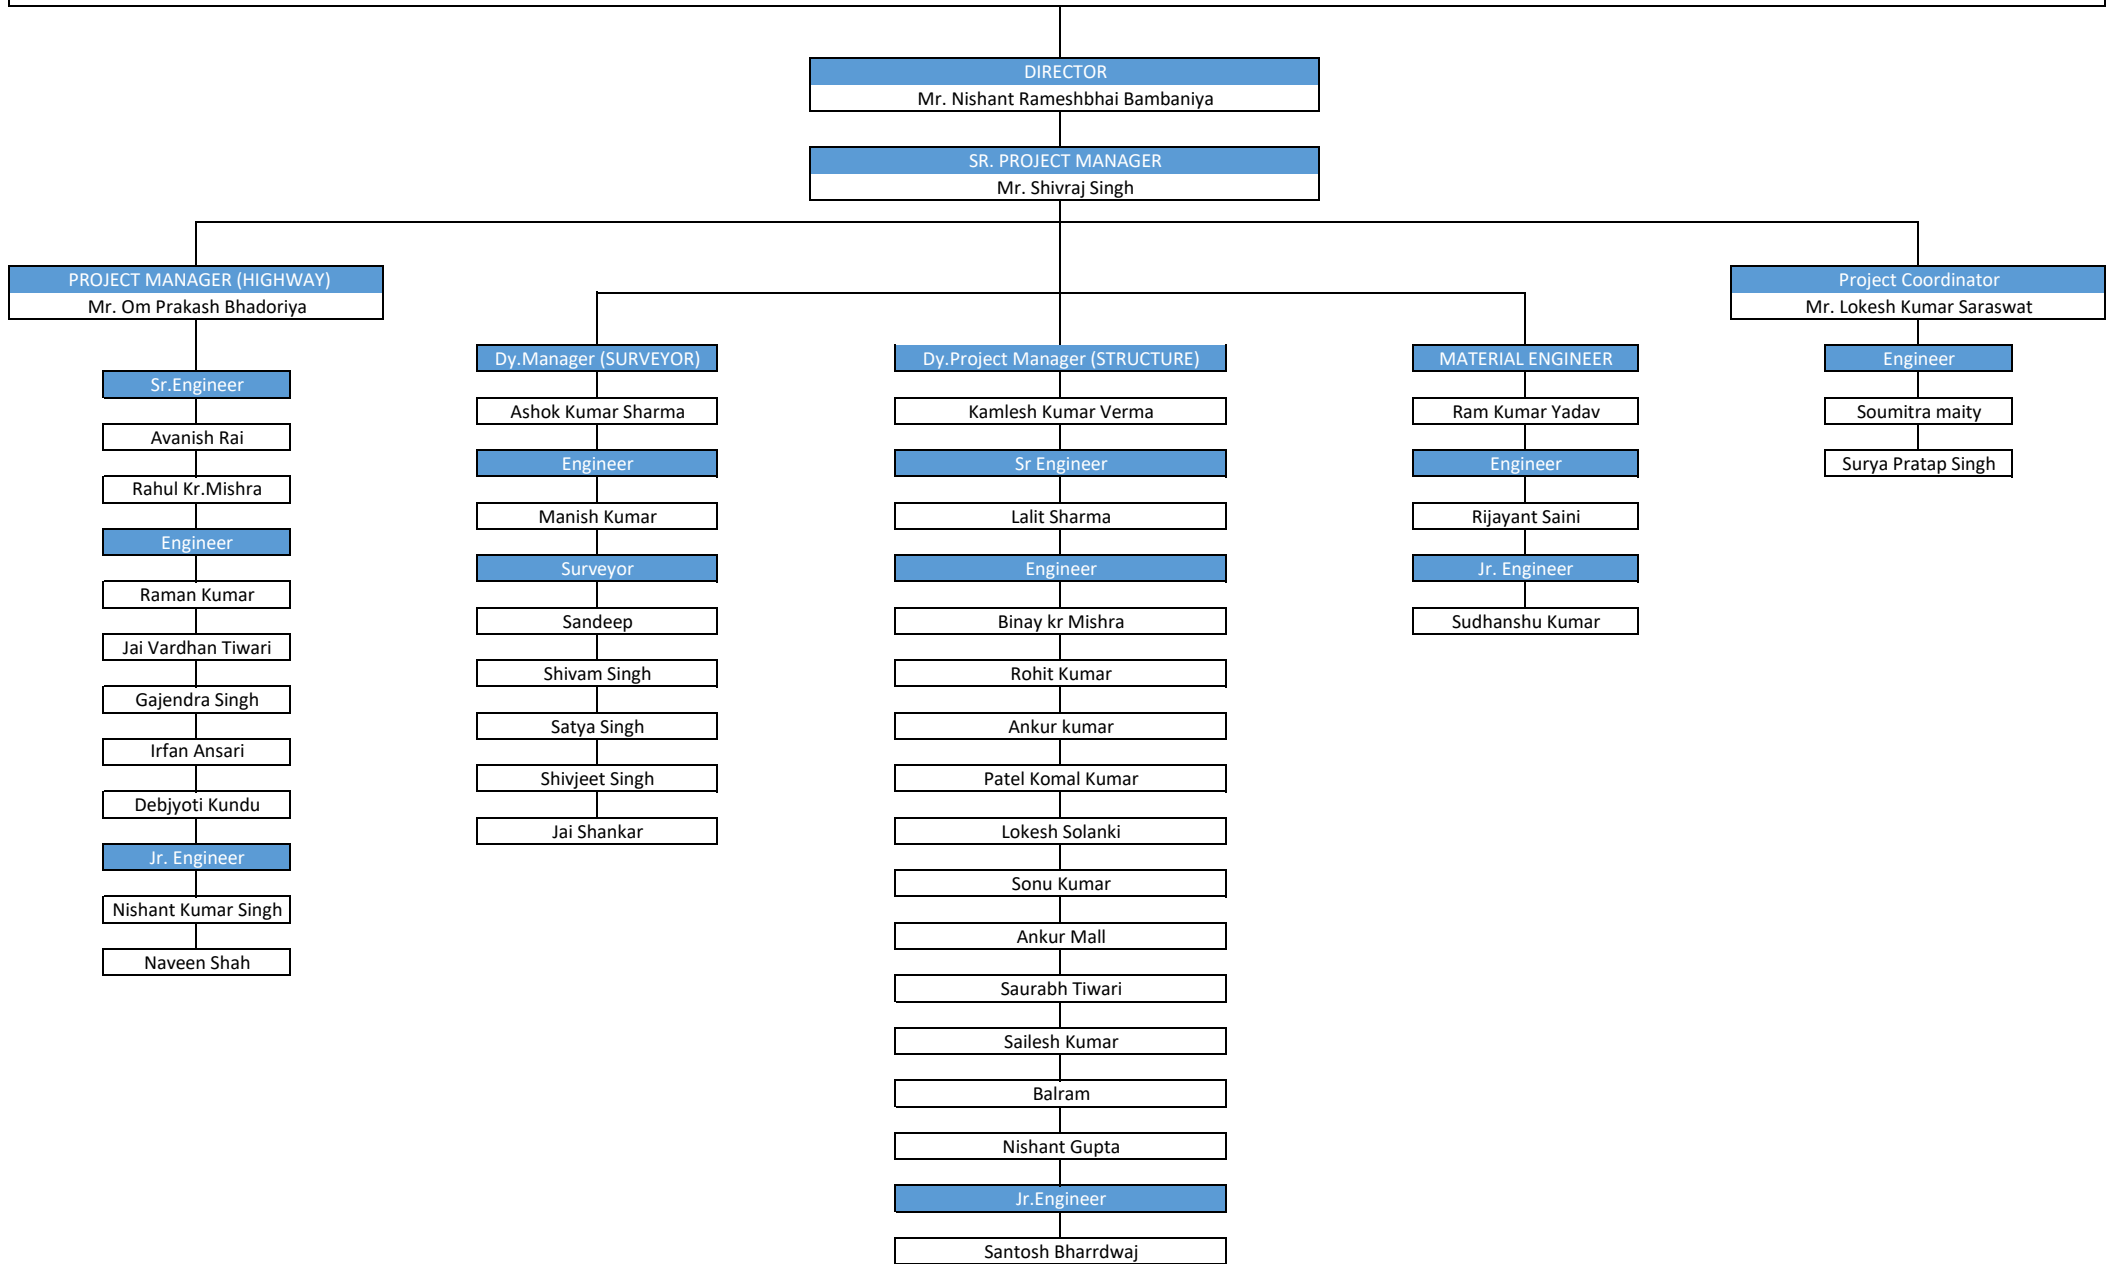 DIRECTOR
Mr. Nishant Rameshbhai Bambaniya
SR. PROJECT MANAGER
Mr. Shivraj Singh
PROJECT MANAGER (HIGHWAY)
Mr. Om Prakash Bhadoriya
Sr.Engineer
Avanish Rai
Rahul Kr.Mishra
Engineer
Raman Kumar
Jai Vardhan Tiwari
Gajendra Singh
Irfan Ansari
Debjyoti Kundu
Jr. Engineer
Nishant Kumar Singh
Naveen Shah
Dy.Manager (SURVEYOR)
Ashok Kumar Sharma
Engineer
Manish Kumar
Surveyor
Sandeep
Shivam Singh
Satya Singh
Shivjeet Singh
Jai Shankar
Dy.Project Manager (STRUCTURE)
Kamlesh Kumar Verma
Sr Engineer
Lalit Sharma
Engineer
Binay kr Mishra
Rohit Kumar
Ankur kumar
Patel Komal Kumar
Lokesh Solanki
Sonu Kumar
Ankur Mall
Saurabh Tiwari
Sailesh Kumar
Balram
Nishant Gupta
Jr.Engineer
Santosh Bharrdwaj
MATERIAL ENGINEER
Ram Kumar Yadav
Engineer
Rijayant Saini
Jr. Engineer
Sudhanshu Kumar
Project Coordinator
Mr. Lokesh Kumar Saraswat
Engineer
Soumitra maity
Surya Pratap Singh